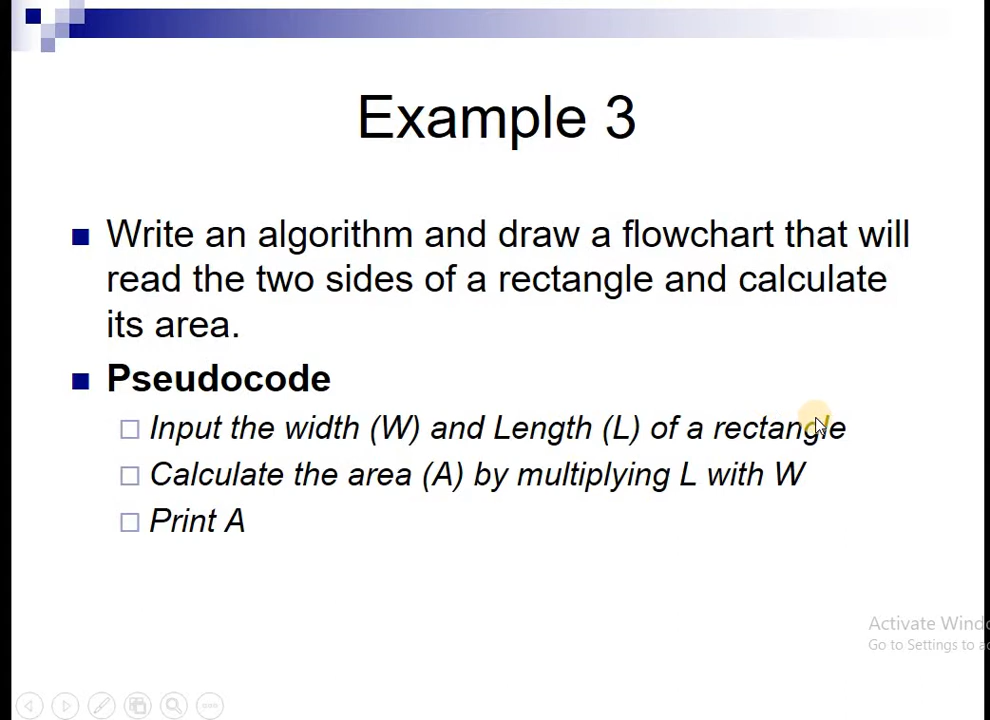 Example 3
Write an algorithm and draw a flowchart that will
read the two sides of a rectangle and calculate
its area.
Pseudocode
Input the width (W) and Length (L) of a rectangle
Calculate the area (A) by multiplying L with W
Print A
Activate
Go to Settings to